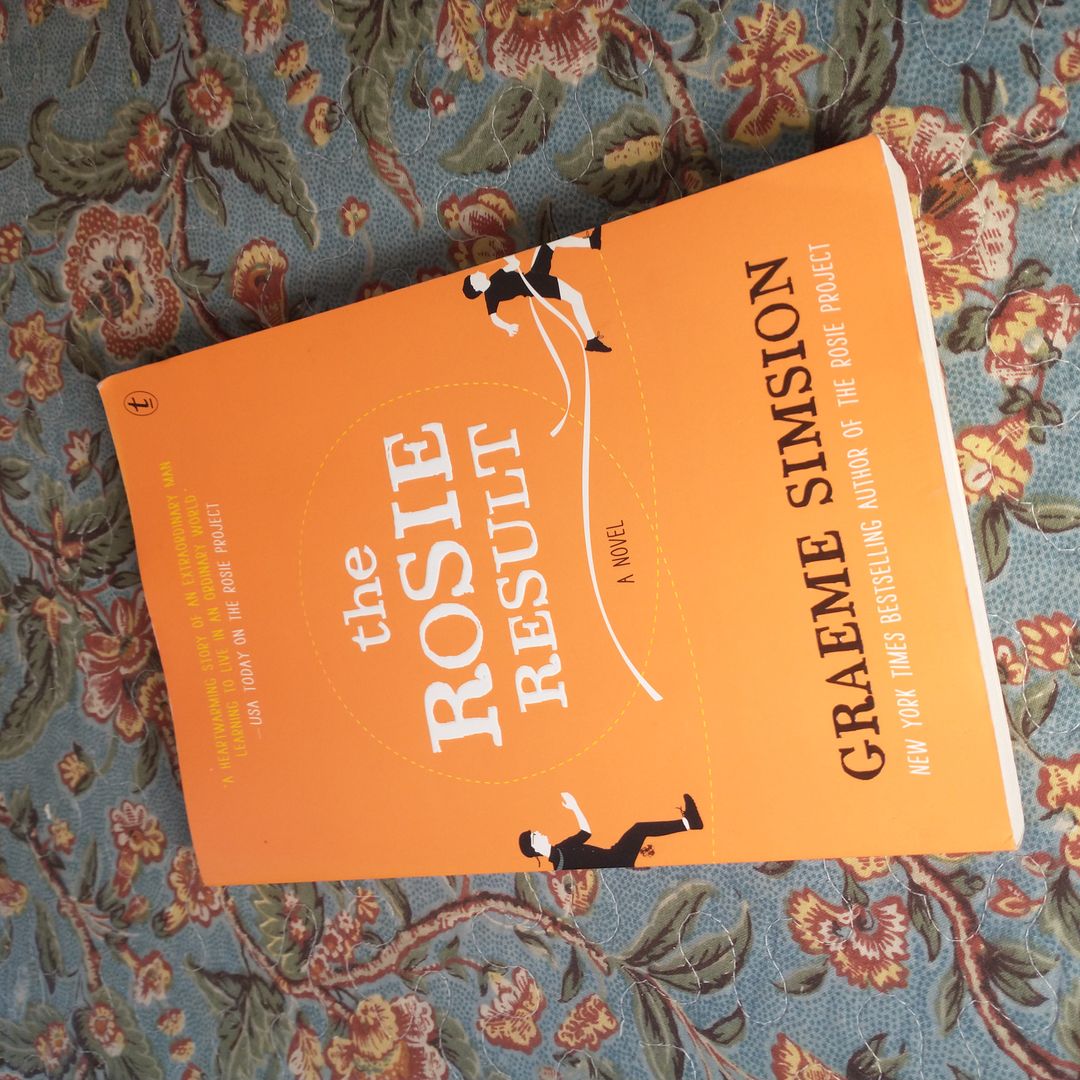 t
'A HEARTWARMING STORY OF AN EXTRAORDINARY MAN
LEARNING TO LIVE IN AN ORDINARY WORLD.'
—USA TODAY ON THE ROSIE PROJECT
the
ROSIE
RESULT
A NOVEL
GRAEME SIMSION
NEW YORK TIMES BESTSELLING AUTHOR OF THE ROSIE PROJECT